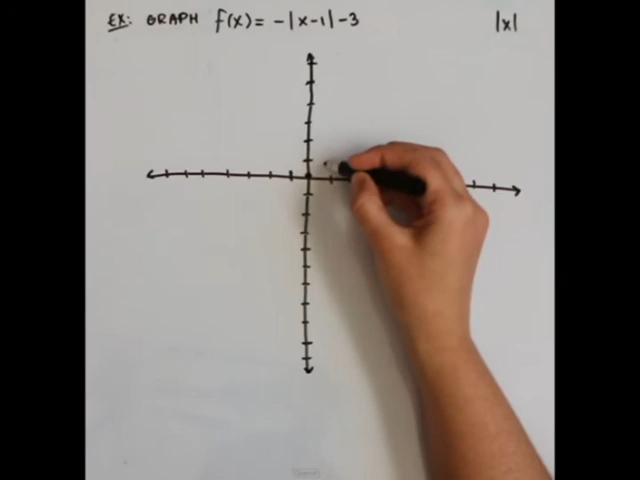 EX: GRAPH f(x) = -|x-1|-3 |x|